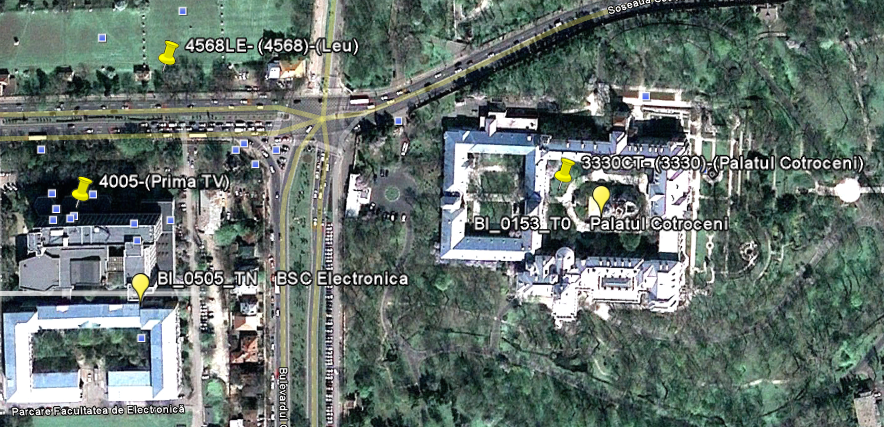 Soseaua
4568LE- (4568)-(Leu)
3330CT- (3330)-(Palatul Cotroceni)
4005-(Prima TV)
BI_0153_T0 Palatul Cotroceni
BI_0505_TN BSC Electronica
Bulevardul
Parcare Facultatea de Electronică